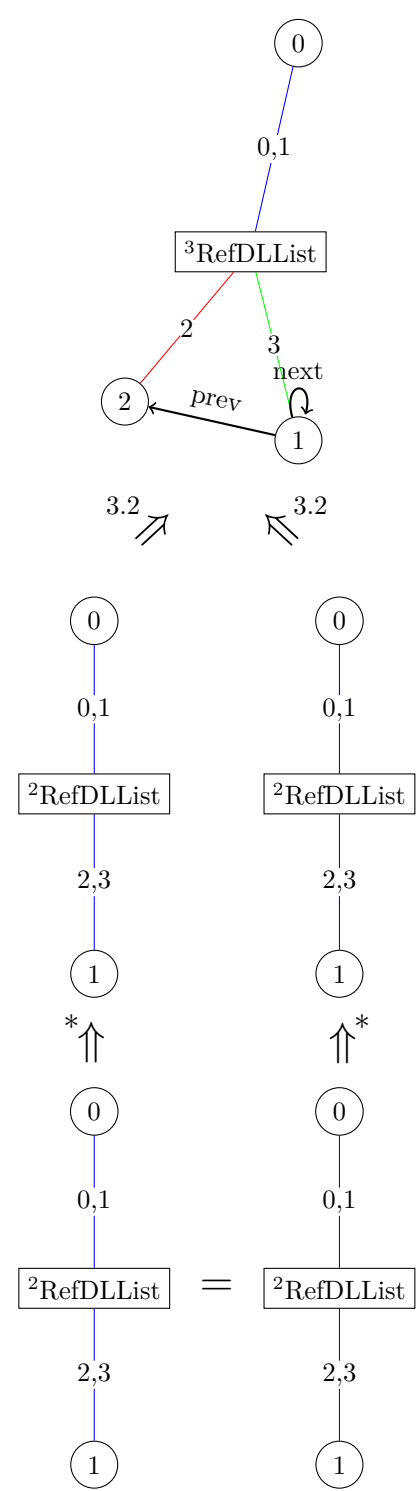 0
0,1
³RefDLList
2
3
next
2
prev
1
3.2 ⇗ ⇖ 3.2
0 0
0,1 0,1
²RefDLList ²RefDLList
2,3 2,3
1 1
*⇑ ⇑*
0 0
0,1 0,1
²RefDLList = ²RefDLList
2,3 2,3
1 1